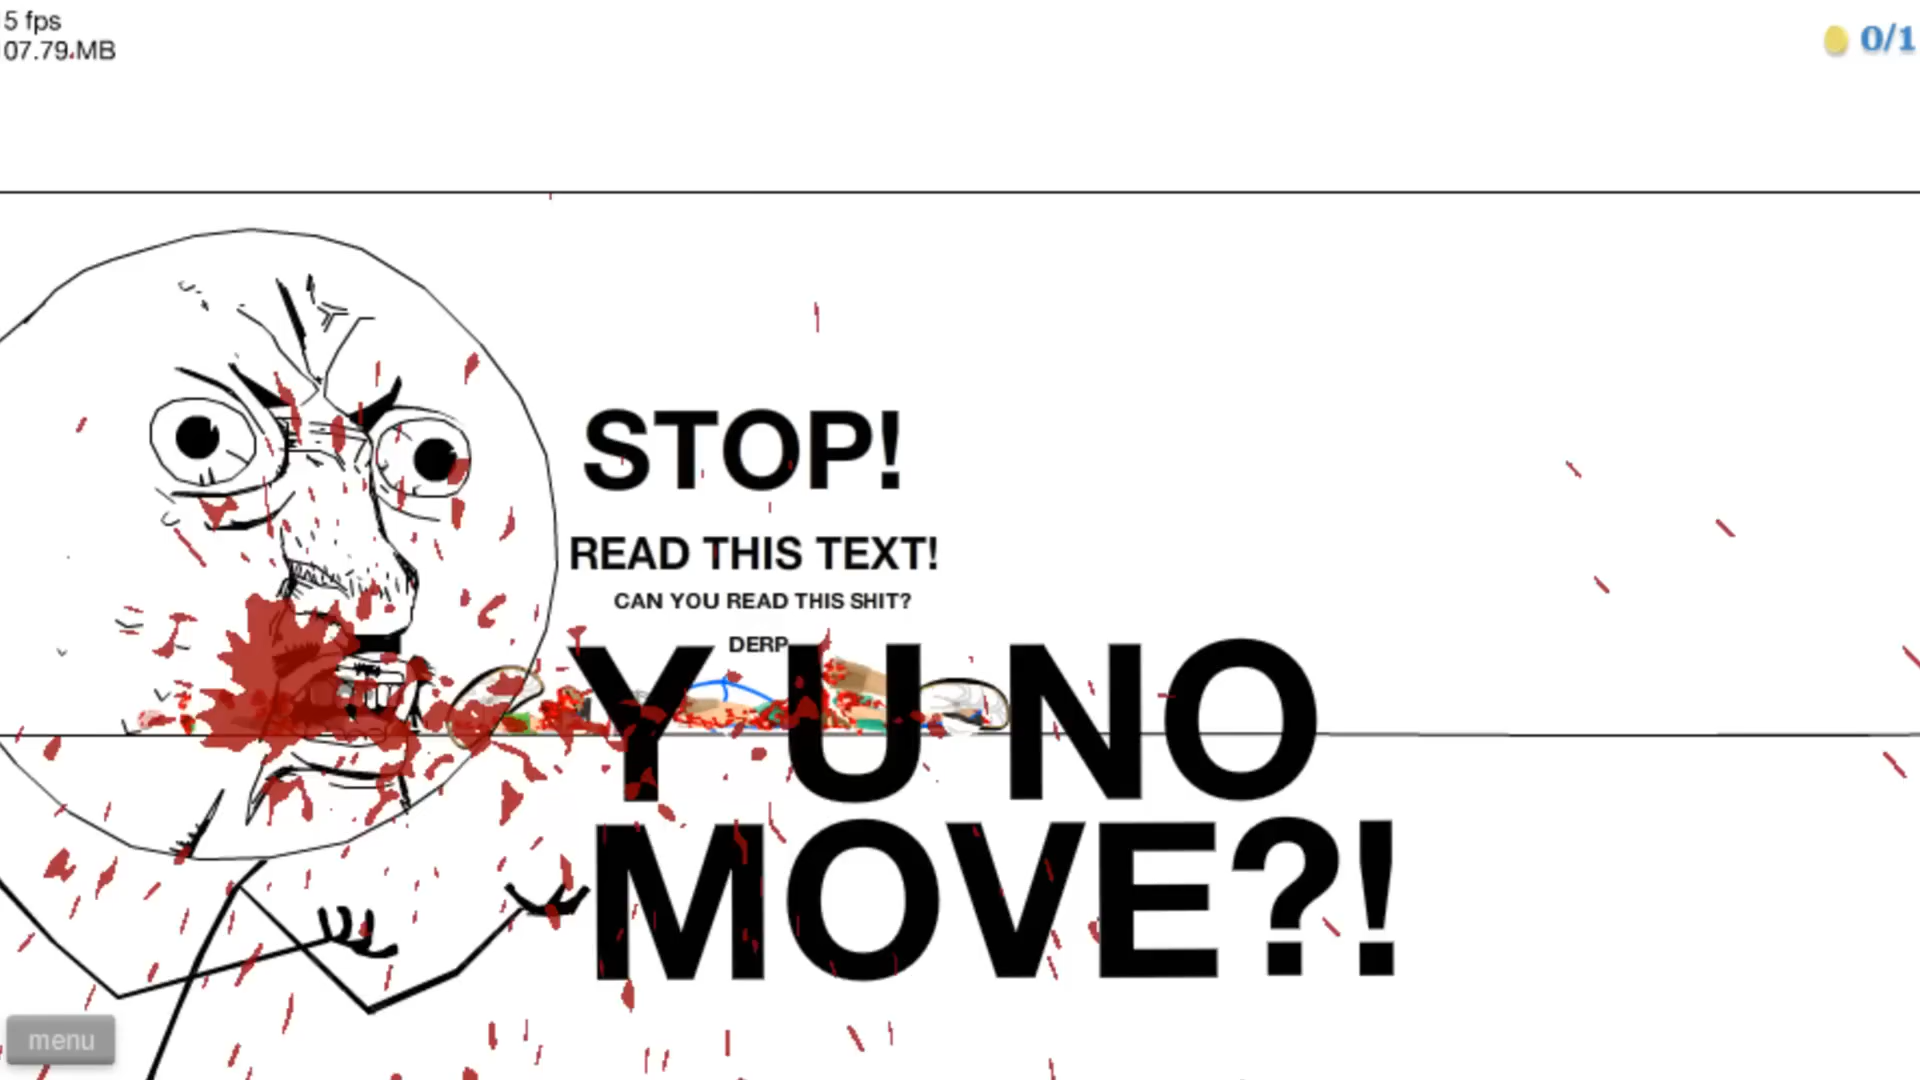 5 fps
07.79.MB
0/1
STOP!
READ THIS TEXT!
CAN YOU READ THIS SHIT?
DERP
Y U NO
MOVE?!
menu